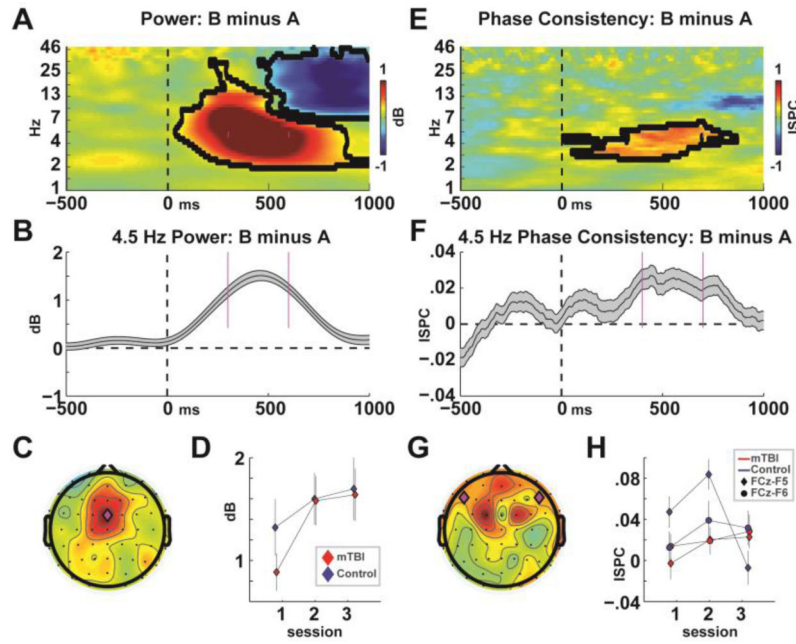 A Power: B minus A
46
25
13
7
4
2
1
Hz
1
dB
-1
-500 0 ms 500 1000
E Phase Consistency: B minus A
46
25
13
7
4
2
1
Hz
1
ISPC
-1
-500 0 ms 500 1000
B 4.5 Hz Power: B minus A
2
1
0
-1
dB
-500 0 ms 500 1000
F 4.5 Hz Phase Consistency: B minus A
.04
.02
0
-.02
-.04
ISPC
-500 0 ms 500 1000
C
D
2
1
dB
mTBI
Control
1 2 3
session
G
H
.08
.04
0
-.04
ISPC
mTBI
Control
FCz-F5
FCz-F6
1 2 3
session